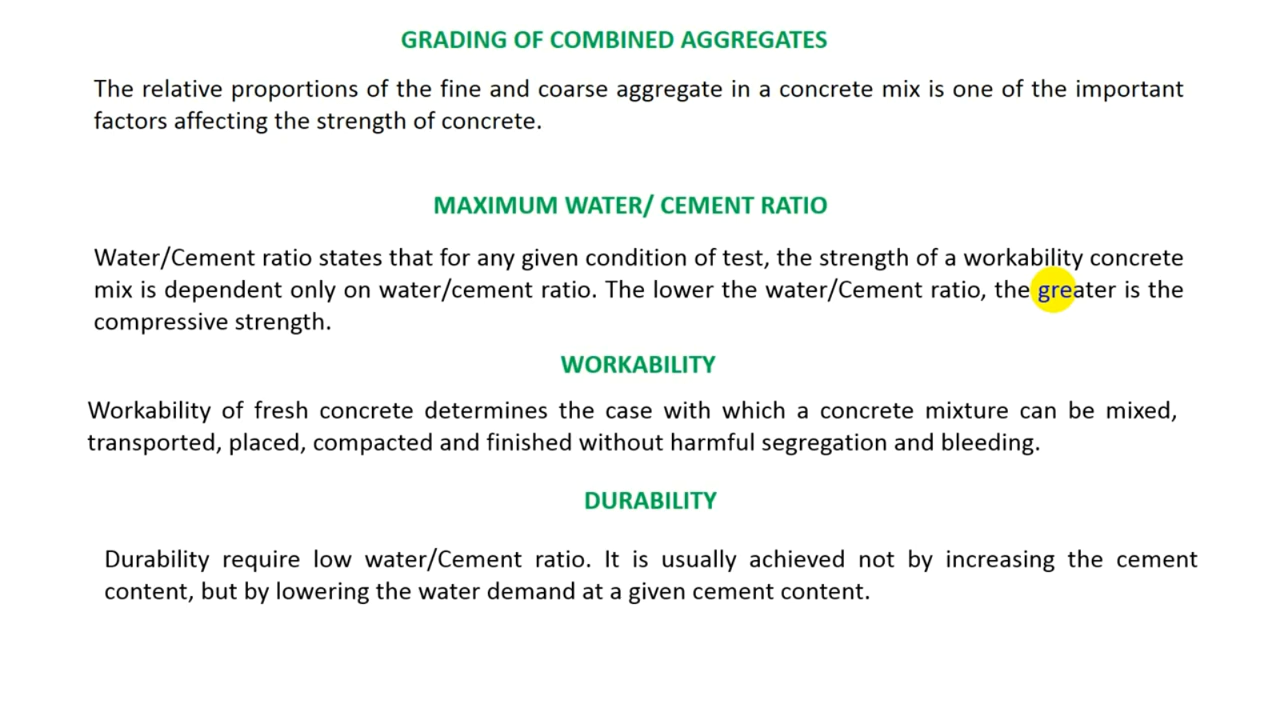 GRADING OF COMBINED AGGREGATES
The relative proportions of the fine and coarse aggregate in a concrete mix is one of the important
factors affecting the strength of concrete.
MAXIMUM WATER/ CEMENT RATIO
Water/Cement ratio states that for any given condition of test, the strength of a workability concrete
mix is dependent only on water/cement ratio. The lower the water/Cement ratio, the greater is the
compressive strength.
WORKABILITY
Workability of fresh concrete determines the case with which a concrete mixture can be mixed,
transported, placed, compacted and finished without harmful segregation and bleeding.
DURABILITY
Durability require low water/Cement ratio. It is usually achieved not by increasing the cement
content, but by lowering the water demand at a given cement content.